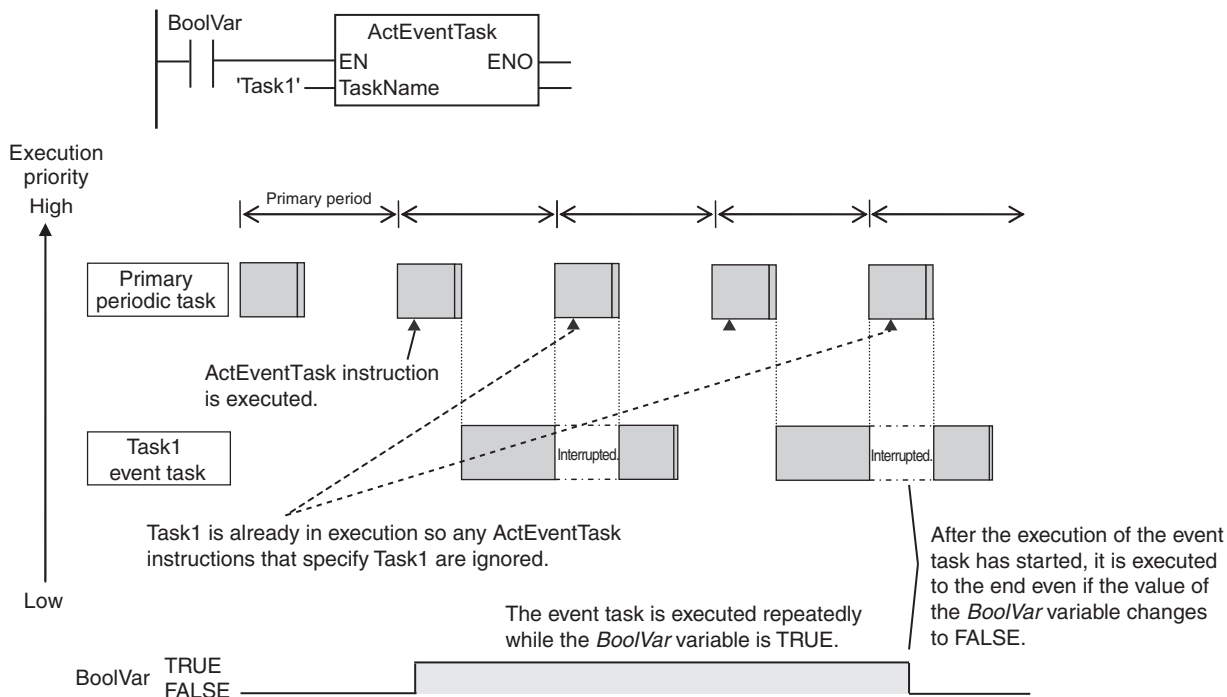 BoolVar
ActEventTask
EN
ENO
'Task1'
TaskName
Execution
priority
High
Primary period
Primary
periodic task
ActEventTask instruction
is executed.
Task1
event task
Interrupted.
Interrupted.
Task1 is already in execution so any ActEventTask
instructions that specify Task1 are ignored.
After the execution of the event
task has started, it is executed
to the end even if the value of
the BoolVar variable changes
to FALSE.
Low
The event task is executed repeatedly
while the BoolVar variable is TRUE.
BoolVar
TRUE
FALSE